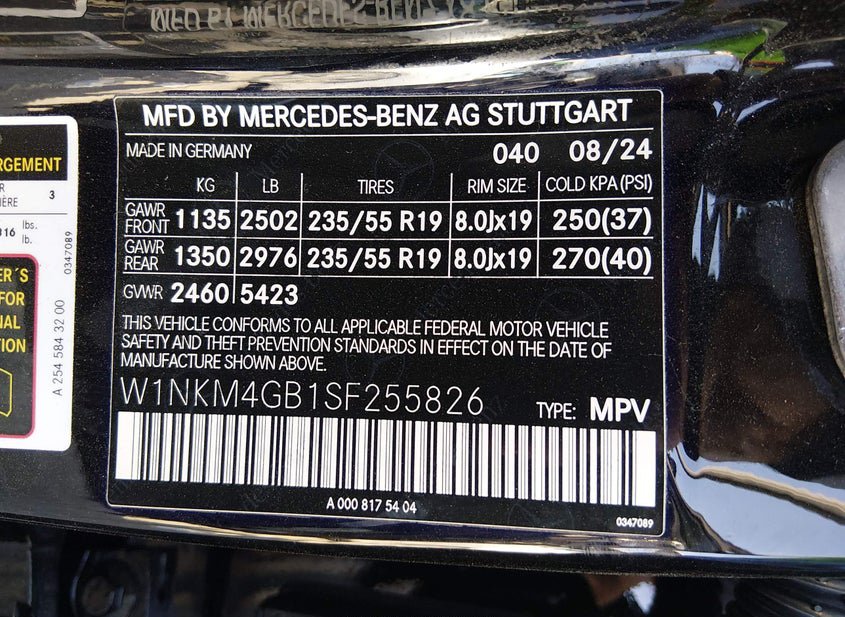 MFD BY MERCEDES-BENZ AG STUTTGART
MADE IN GERMANY 040 08/24
KG LB TIRES RIM SIZE COLD KPA(PSI)
GAWR FRONT 1135 2502 235/55 R19 8.0Jx19 250(37)
GAWR REAR 1350 2976 235/55 R19 8.0Jx19 270(40)
GVWR 2460 5423
THIS VEHICLE CONFORMS TO ALL APPLICABLE FEDERAL MOTOR VEHICLE
SAFETY AND THEFT PREVENTION STANDARDS IN EFFECT ON THE DATE OF
MANUFACTURE SHOWN ABOVE.
W1NKM4GB1SF255826 TYPE: MPV
A 000 817 54 04
0347089
RGEMENT
3
lbs.
lb.
0347089
A 254 584 32 00
FOR